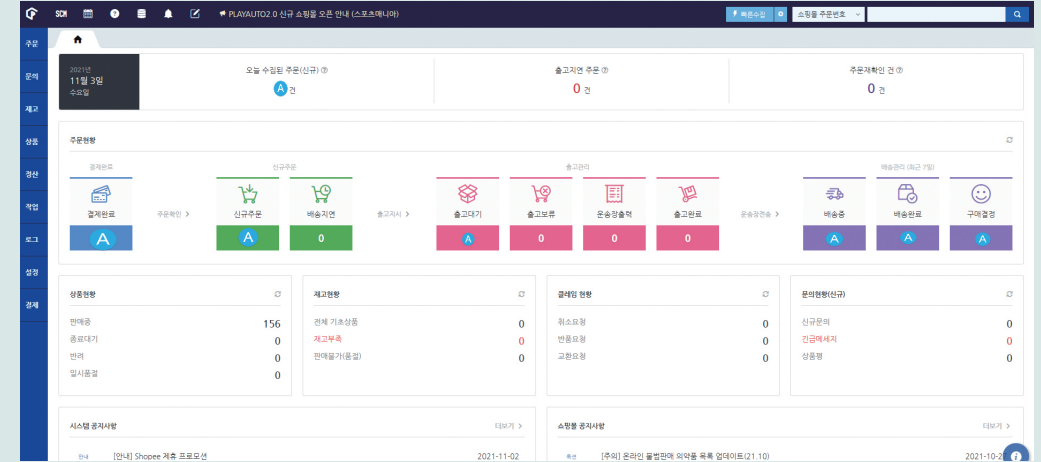 SCM PLAYAUTO2.0 신규 쇼핑몰 오픈 안내 (스포츠매니아) 빠른수집 쇼핑몰 주문번호
주문
문의
재고
상품
정산
작업
로그
설정
결제
2021년
11월 3일
수요일
오늘 수집된 주문(신규)
A 건
출고지연 주문
0 건
주문재확인 건
0 건
주문현황
결제완료 신규주문 출고관리 배송관리 (최근 7일)
결제완료 주문확인 > 신규주문 배송지연 출고지시 > 출고대기 출고보류 운송장출력 출고완료 운송장전송 > 배송중 배송완료 구매결정
A A 0 A 0 0 0 A A A
상품현황
판매중 156
종료대기 0
반려 0
일시품절 0
재고현황
전체 기초상품 0
재고부족 0
판매불가(품절) 0
클레임 현황
취소요청 0
반품요청 0
교환요청 0
문의현황(신규)
신규문의 0
긴급메세지 0
상품평 0
시스템 공지사항 더보기 >
안내 [안내] Shopee 제휴 프로모션 2021-11-02
쇼핑몰 공지사항 더보기 >
옥션 [주의] 온라인 불법판매 의약품 목록 업데이트(21.10) 2021-10-2